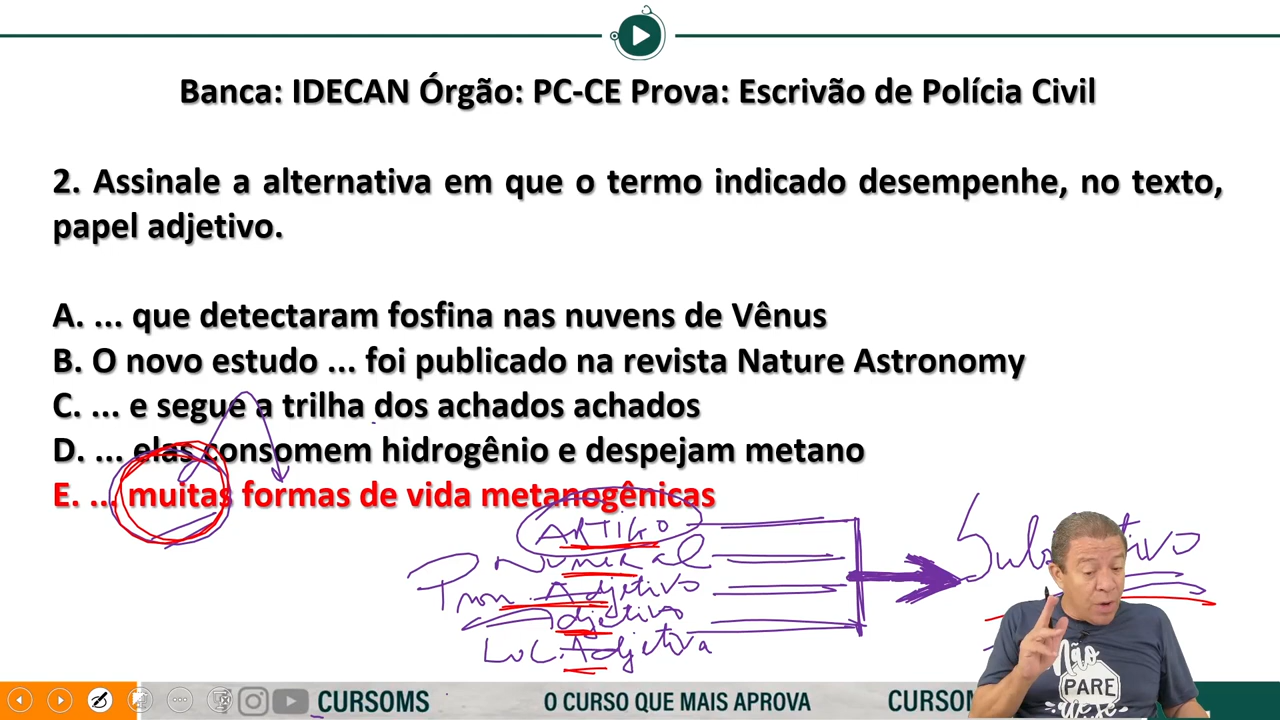 Banca: IDECAN Órgão: PC-CE Prova: Escrivão de Polícia Civil
2. Assinale a alternativa em que o termo indicado desempenhe, no texto,
papel adjetivo.
A. ... que detectaram fosfina nas nuvens de Vênus
B. O novo estudo ... foi publicado na revista Nature Astronomy
C. ... e segue a trilha dos achados achados
D. ... elas consomem hidrogênio e despejam metano
E. ... muitas formas de vida metanogênicas
ARTIGO
Numeral
Pron. Adjetivo
Adjetivo
Loc. Adjetiva
Não
PARE
CURSOMS
O CURSO QUE MAIS APROVA
CURSO